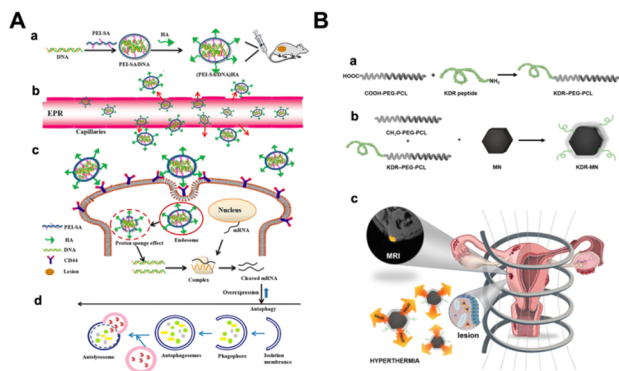 A
a
PEI-SA
HA
DNA
PEI-SA/DNA
(PEI-SA/DNA)HA
b
EPR
Capillaries
c
Nucleus
mRNA
PEI-SA
HA
DNA
CD44
Lesion
Proton sponge effect
Endosome
Complex
Cleaved mRNA
Overexpression
Autophagy
d
Autolysosome
Autophagosomes
Phagophore
Isolation
membrance
B
a
HOOC
NH2
COOH-PEG-PCL
+
KDR peptide
KDR–PEG-PCL
b
CH3O-PEG-PCL
+
+
KDR–PEG-PCL
MN
KDR-MN
c
MRI
lesion
HYPERTHERMIA